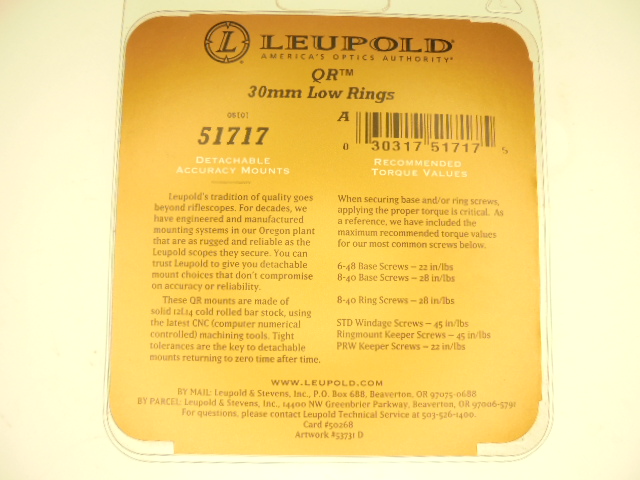 L LEUPOLD®
AMERICA'S OPTICS AUTHORITY®
QR™
30mm Low Rings
51717
DETACHABLE
ACCURACY MOUNTS
A
0 30317 51717 5
RECOMMENDED
TORQUE VALUES
Leupold's tradition of quality goes
beyond riflescopes. For decades, we
have engineered and manufactured
mounting systems in our Oregon plant
that are as rugged and reliable as the
Leupold scopes they secure. You can
trust Leupold to give you detachable
mount choices that don't compromise
on accuracy or reliability.
These QR mounts are made of
solid 12L14 cold rolled bar stock, using
the latest CNC (computer numerical
controlled) machining tools. Tight
tolerances are the key to detachable
mounts returning to zero time after time.
When securing base and/or ring screws,
applying the proper torque is critical. As
a reference, we have included the
maximum recommended torque values
for our most common screws below.
6-48 Base Screws – 22 in/lbs
8-40 Base Screws – 28 in/lbs
8-40 Ring Screws – 28 in/lbs
STD Windage Screws – 45 in/lbs
Ringmount Keeper Screws – 45 in/lbs
PRW Keeper Screws – 22 in/lbs
WWW.LEUPOLD.COM
BY MAIL: Leupold & Stevens, Inc., P.O. Box 688, Beaverton, OR 97075-0688
BY PARCEL: Leupold & Stevens, Inc., 14400 NW Greenbrier Parkway, Beaverton, OR 97006-5791
For questions, please contact Leupold Technical Service at 503-526-1400.
Card #50268
Artwork #53731 D